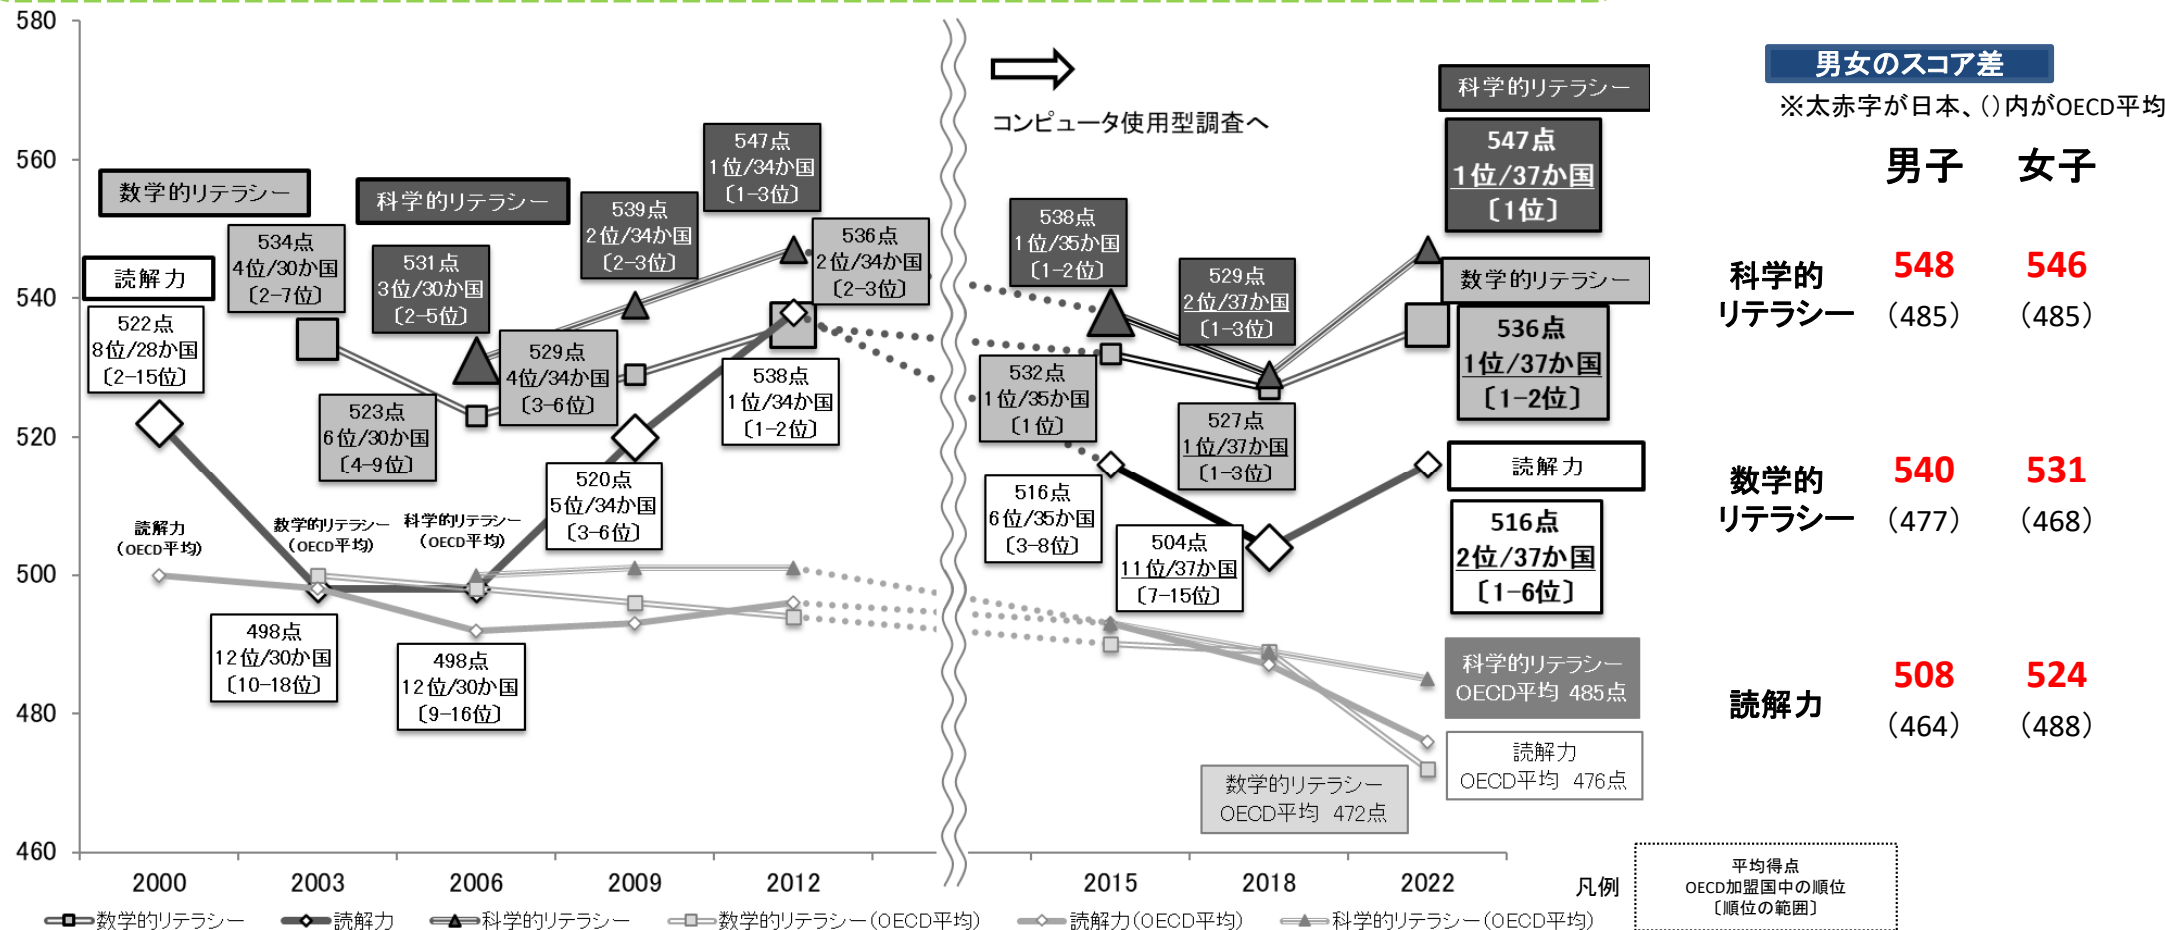 580
560
540
520
500
480
460
数学的リテラシー
534点
4位/30か国
〔2−7位〕
読解力
522点
8位/28か国
〔2−15位〕
科学的リテラシー
531点
3位/30か国
〔2−5位〕
523点
6位/30か国
〔4−9位〕
539点
2位/34か国
〔2−3位〕
529点
4位/34か国
〔3−6位〕
547点
1位/34か国
〔1−3位〕
536点
2位/34か国
〔2−3位〕
538点
1位/34か国
〔1−2位〕
520点
5位/34か国
〔3−6位〕
読解力
（OECD平均）
数学的リテラシー
（OECD平均）
科学的リテラシー
（OECD平均）
498点
12位/30か国
〔10−18位〕
498点
12位/30か国
〔9−16位〕
コンピュータ使用型調査へ
538点
1位/35か国
〔1−2位〕
532点
1位/35か国
〔1位〕
516点
6位/35か国
〔3−8位〕
529点
2位/37か国
〔1−3位〕
527点
1位/37か国
〔1−3位〕
504点
11位/37か国
〔7−15位〕
科学的リテラシー
547点
1位/37か国
〔1位〕
数学的リテラシー
536点
1位/37か国
〔1−2位〕
読解力
516点
2位/37か国
〔1−6位〕
科学的リテラシー
OECD平均 485点
読解力
OECD平均 476点
数学的リテラシー
OECD平均 472点
2000
2003
2006
2009
2012
2015
2018
2022
凡例
平均得点
OECD加盟国中の順位
〔順位の範囲〕
数学的リテラシー
読解力
科学的リテラシー
数学的リテラシー(OECD平均)
読解力(OECD平均)
科学的リテラシー(OECD平均)
男女のスコア差
※太赤字が日本、()内がOECD平均
男子 女子
科学的
リテラシー
548 546
（485） （485）
数学的
リテラシー
540 531
（477） （468）
読解力
508 524
（464） （488）